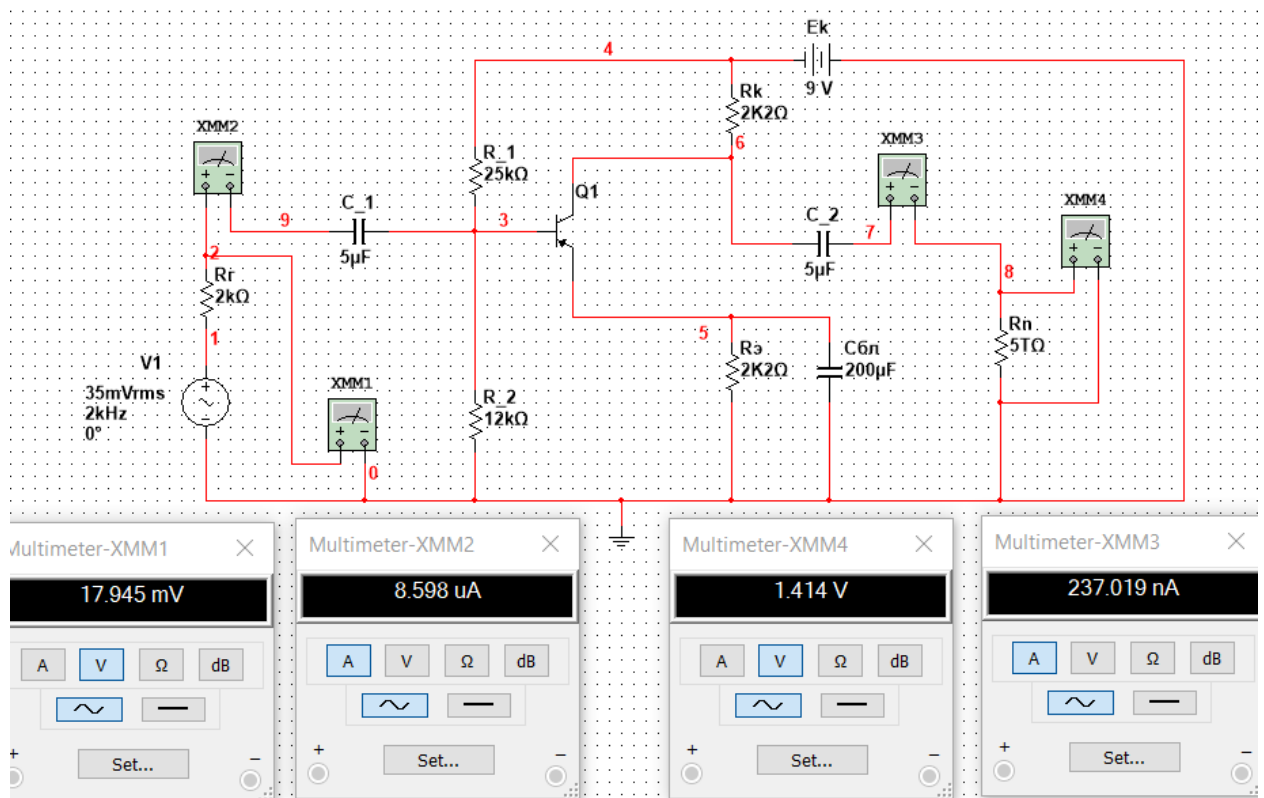 Ek
9 V
4
Rk
2K2Ω
6
XMM2
+ −
XMM3
+ −
R_1
25kΩ
Q1
XMM4
+ −
C_1
5µF
9
3
C_2
5µF
7
2
Rг
2kΩ
1
8
V1
35mVrms
2kHz
0°
XMM1
+ −
0
5
Rэ
2K2Ω
Cбл
200µF
Rп
5TΩ
R_2
12kΩ
Multimeter-XMM1
17.945 mV
A V Ω dB
+ −
Set...
Multimeter-XMM2
8.598 uA
A V Ω dB
+ −
Set...
Multimeter-XMM4
1.414 V
A V Ω dB
+ −
Set...
Multimeter-XMM3
237.019 nA
A V Ω dB
+ −
Set...